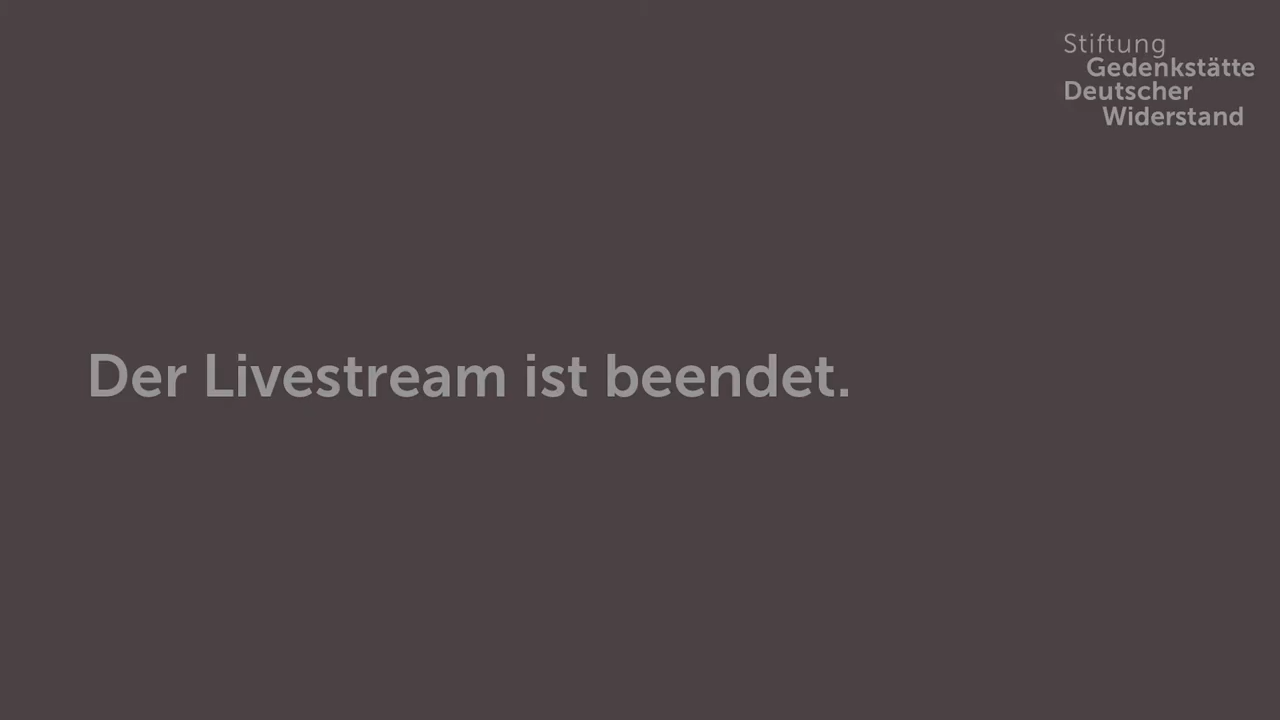 Stiftung
Gedenkstätte
Deutscher
Widerstand
Der Livestream ist beendet.